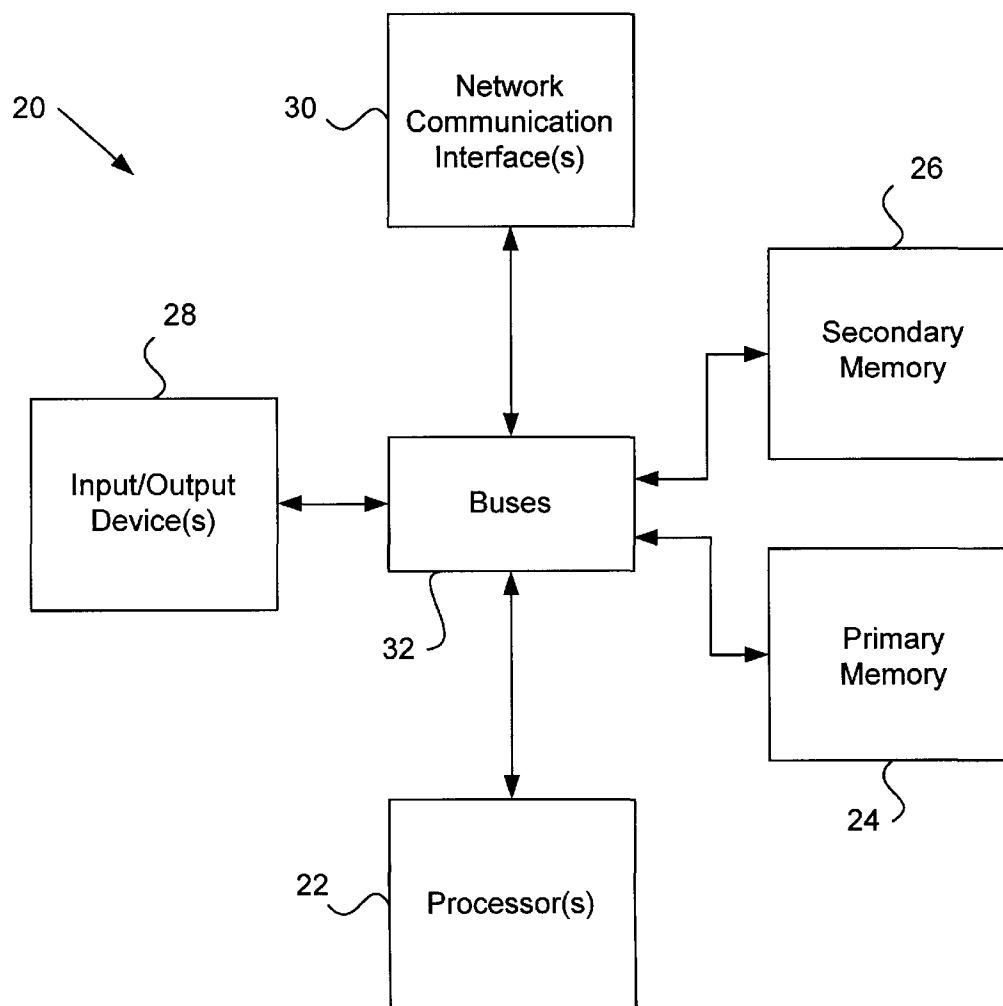 20
30
Network
Communication
Interface(s)
26
28
Secondary
Memory
Input/Output
Device(s)
Buses
32
Primary
Memory
24
22
Processor(s)